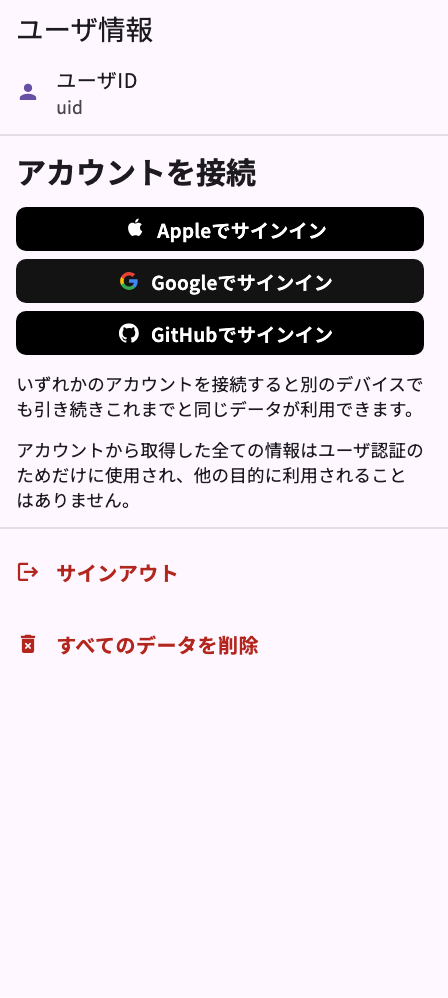 ユーザ情報
ユーザID
uid
アカウントを接続
Appleでサインイン
Googleでサインイン
GitHubでサインイン
いずれかのアカウントを接続すると別のデバイスで
も引き続きこれまでと同じデータが利用できます。
アカウントから取得した全ての情報はユーザ認証の
ためだけに使用され、他の目的に利用されること
はありません。
サインアウト
すべてのデータを削除